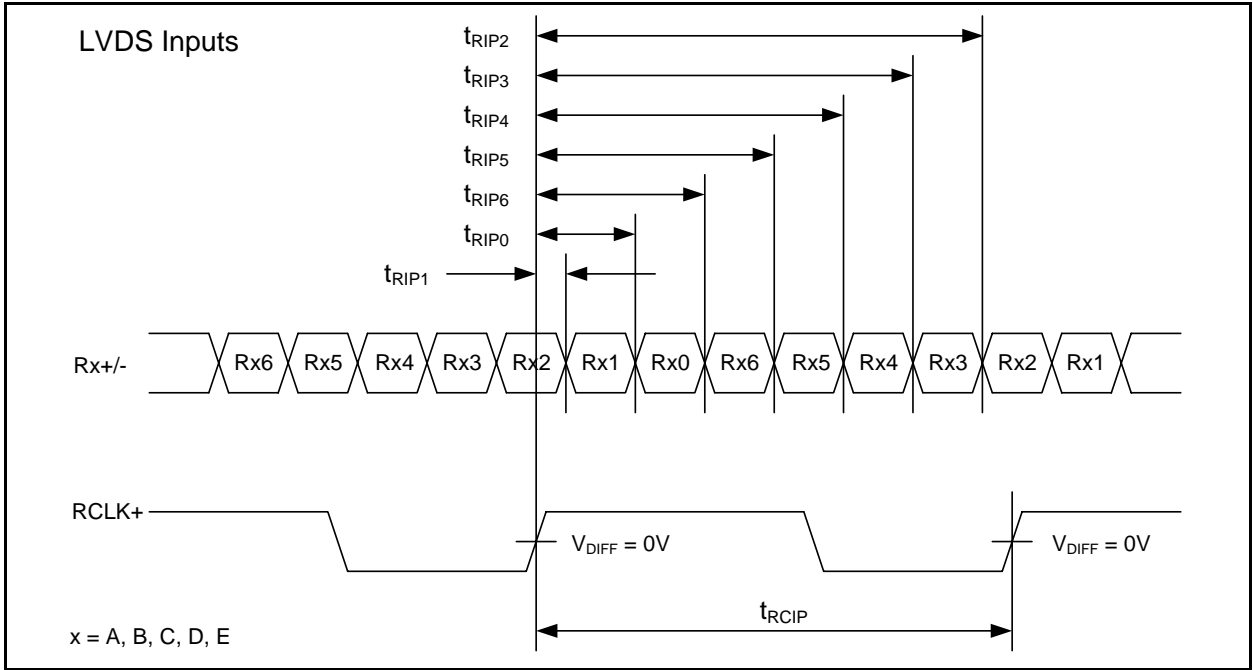 LVDS Inputs
tRIP2
tRIP3
tRIP4
tRIP5
tRIP6
tRIP0
tRIP1
Rx+/- Rx6 Rx5 Rx4 Rx3 Rx2 Rx1 Rx0 Rx6 Rx5 Rx4 Rx3 Rx2 Rx1
RCLK+
VDIFF = 0V VDIFF = 0V
tRCIP
x = A, B, C, D, E